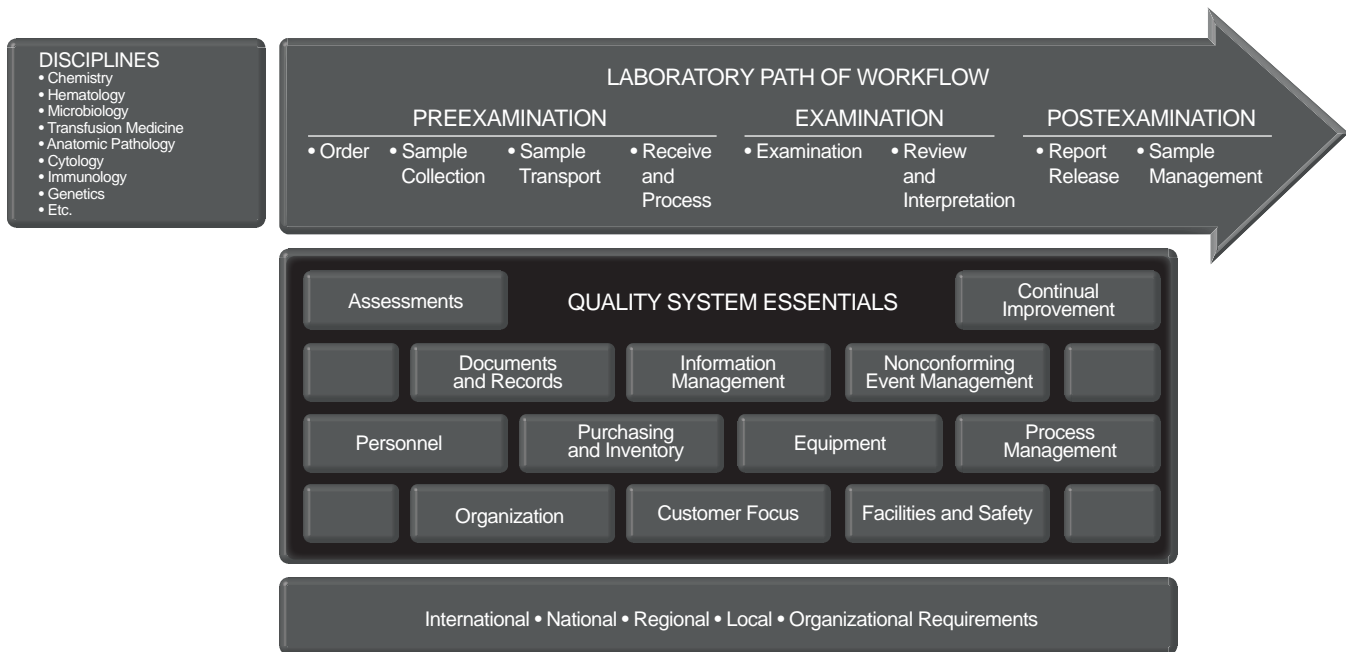 DISCIPLINES
• Chemistry
• Hematology
• Microbiology
• Transfusion Medicine
• Anatomic Pathology
• Cytology
• Immunology
• Genetics
• Etc.
LABORATORY PATH OF WORKFLOW
PREEXAMINATION
• Order
• Sample
Collection
• Sample
Transport
• Receive
and
Process
EXAMINATION
• Examination
• Review
and
Interpretation
POSTEXAMINATION
• Report
Release
• Sample
Management
QUALITY SYSTEM ESSENTIALS
Assessments
Continual
Improvement
Documents
and Records
Information
Management
Nonconforming
Event Management
Personnel
Purchasing
and Inventory
Equipment
Process
Management
Organization
Customer Focus
Facilities and Safety
International • National • Regional • Local • Organizational Requirements